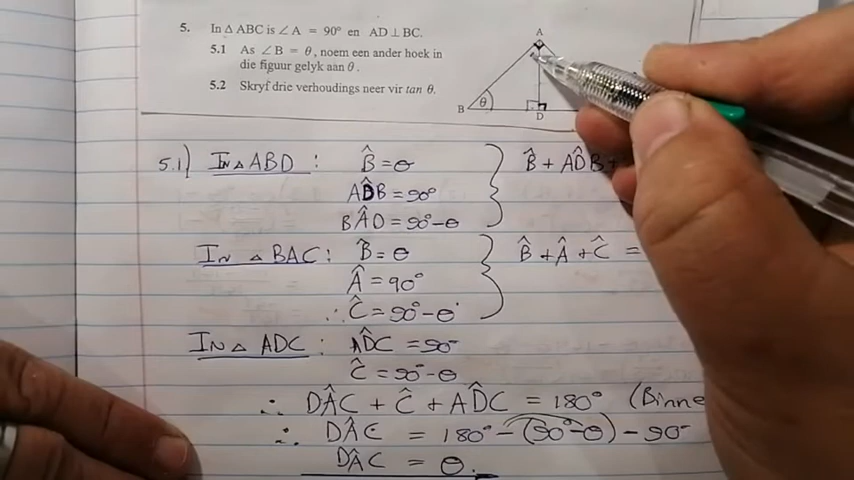 5. In △ ABC is ∠A = 90° en AD ⊥ BC.
5.1 As ∠B = θ, noem een ander hoek in
die figuur gelyk aan θ.
5.2 Skryf drie verhoudings neer vir tan θ.
A
B θ
D
5.1) IN △ ABD : B̂ = θ } B̂ + AD̂B +
AD̂B = 90°
BÂD = 90° - θ
IN △ BAC : B̂ = θ } B̂ + Â + Ĉ =
Â = 90°
∴ Ĉ = 90° - θ
IN △ ADC : AD̂C = 90°
Ĉ = 90° - θ
∴ DÂC + Ĉ + AD̂C = 180° (Binne
∴ DÂC = 180° - (90° - θ) - 90°
DÂC = θ.